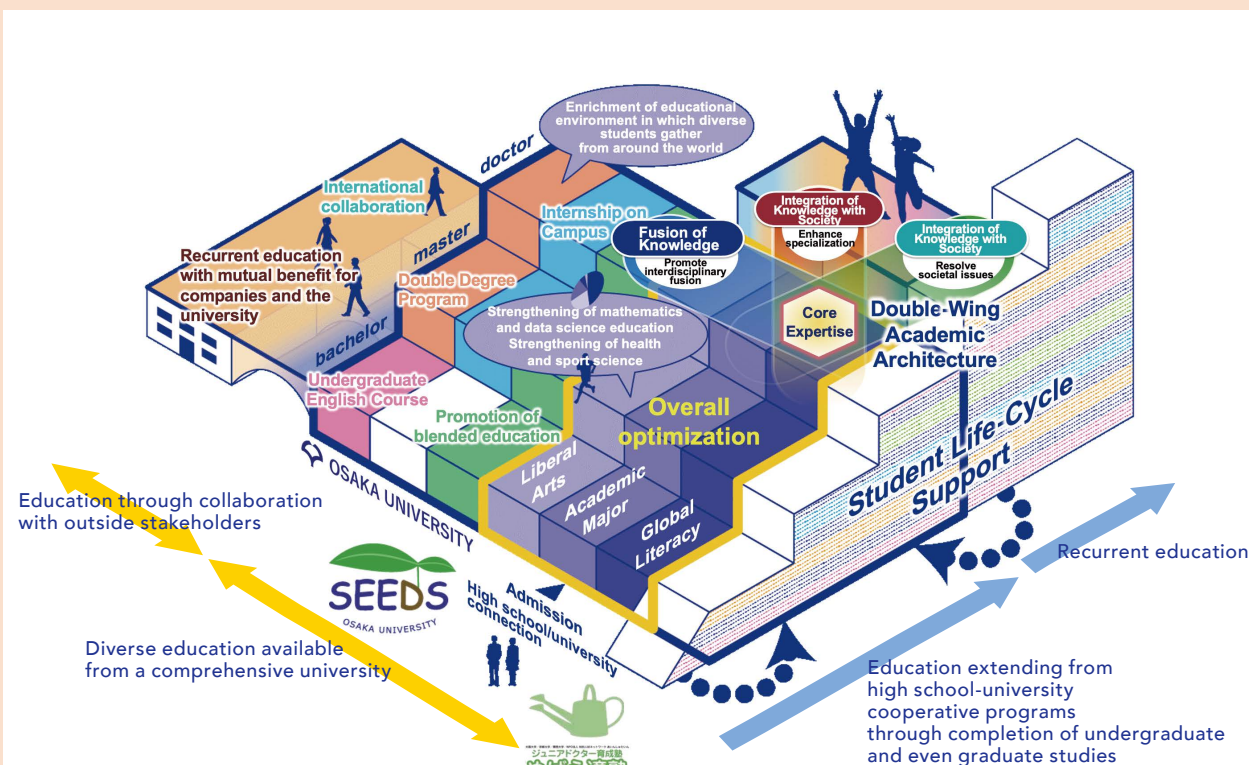 Enrichment of educational
environment in which diverse
students gather
from around the world
doctor
master
bachelor
International
collaboration
Recurrent education
with mutual benefit for
companies and the
university
Internship on
Campus
Double Degree
Program
Undergraduate
English Course
Promotion of
blended education
Strengthening of mathematics
and data science education
Strengthening of health
and sport science
Fusion of
Knowledge
Promote
interdisciplinary
fusion
Integration of
Knowledge with
Society
Enhance
specialization
Integration of
Knowledge with
Society
Resolve
societal issues
Core
Expertise
Double-Wing
Academic
Architecture
Overall
optimization
Liberal
Arts
Academic
Major
Global
Literacy
Student Life-Cycle
Support
OSAKA UNIVERSITY
Education through collaboration
with outside stakeholders
SEEDS
OSAKA UNIVERSITY
Admission
High school/university
connection
Diverse education available
from a comprehensive university
Recurrent education
Education extending from
high school-university
cooperative programs
through completion of undergraduate
and even graduate studies
ジュニアドクター育成塾